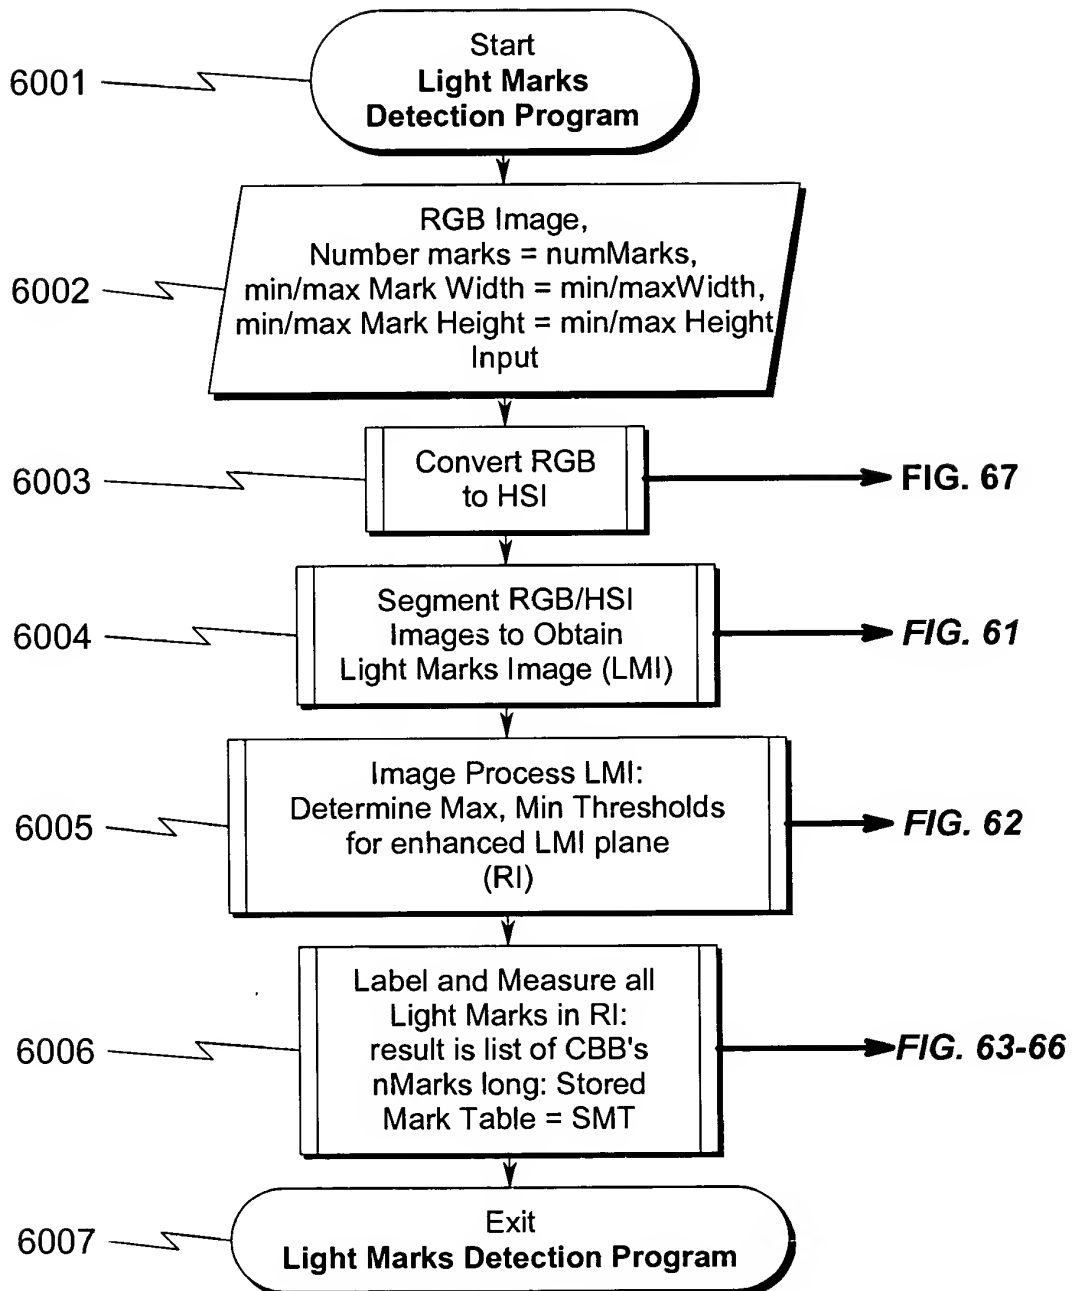 Start
Light Marks
Detection Program
6001
RGB Image,
Number marks = numMarks,
min/max Mark Width = min/maxWidth,
min/max Mark Height = min/max Height
Input
6002
Convert RGB
to HSI
6003
FIG. 67
Segment RGB/HSI
Images to Obtain
Light Marks Image (LMI)
6004
FIG. 61
Image Process LMI:
Determine Max, Min Thresholds
for enhanced LMI plane
(RI)
6005
FIG. 62
Label and Measure all
Light Marks in RI:
result is list of CBB's
nMarks long: Stored
Mark Table = SMT
6006
FIG. 63-66
Exit
Light Marks Detection Program
6007